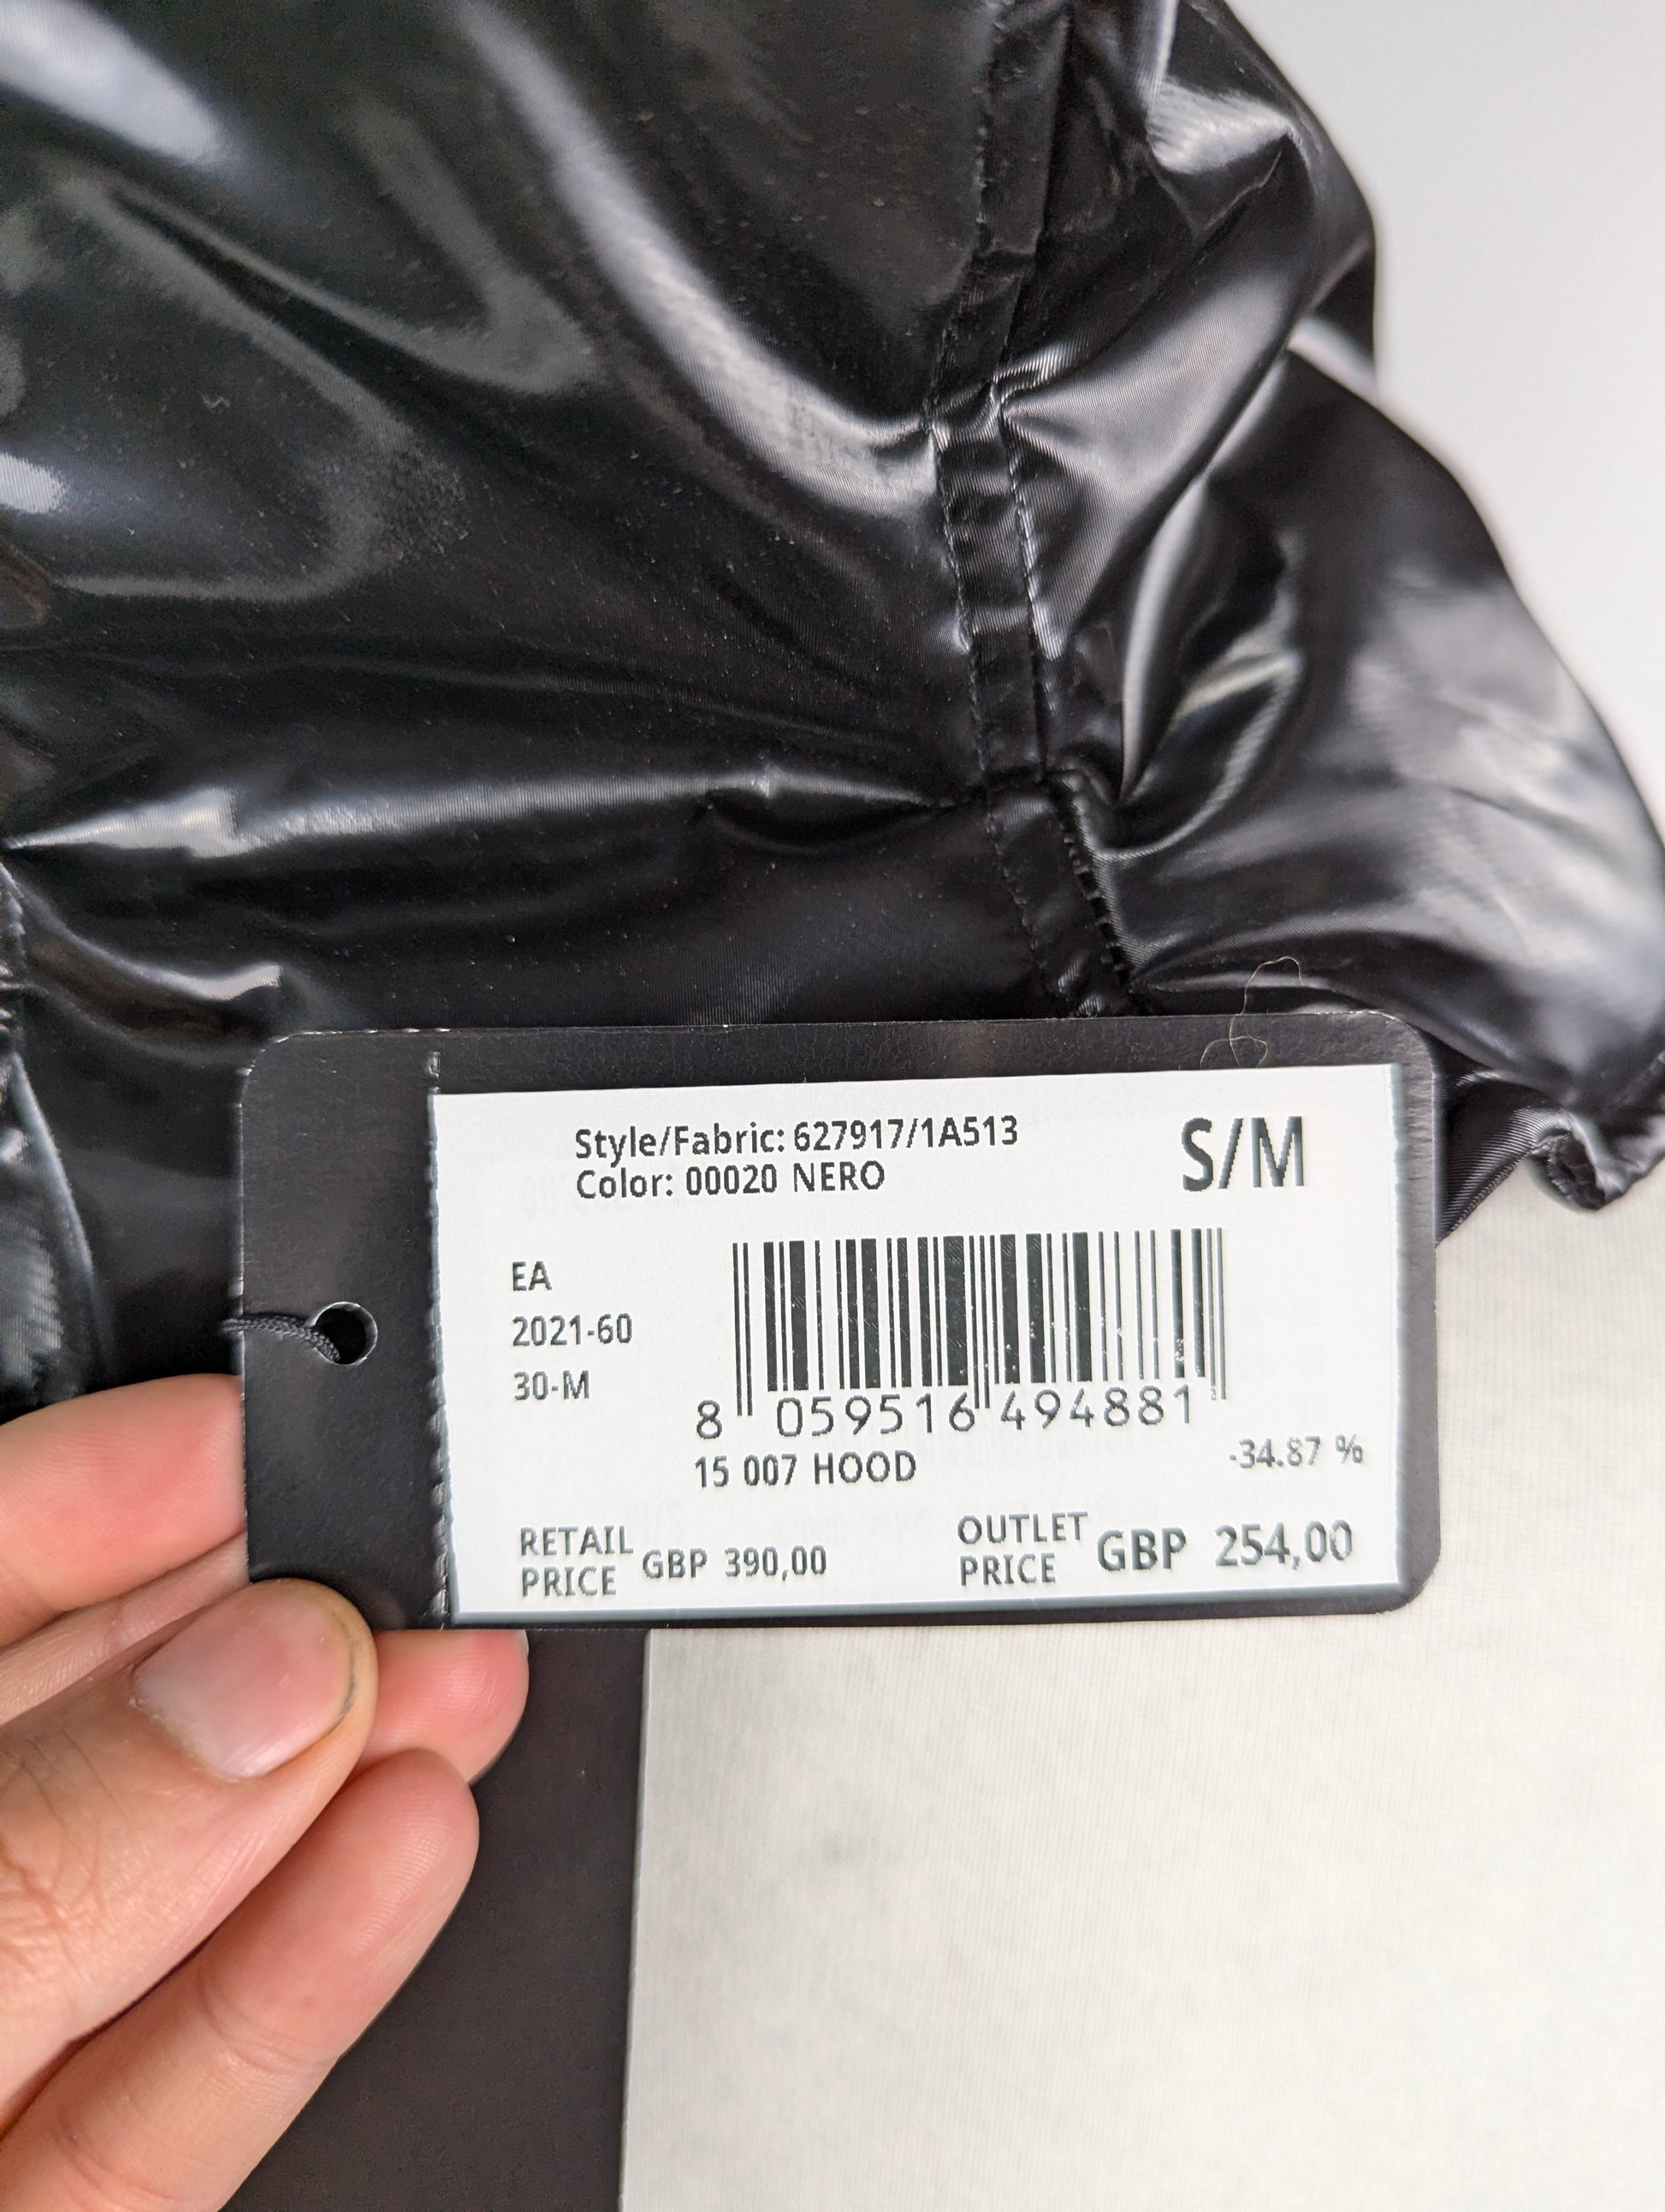 Style/Fabric: 627917/1A513
Color: 00020 NERO
S/M
EA
2021-60
30-M
8 059516 494881
15 007 HOOD
-34.87 %
RETAIL PRICE GBP 390,00
OUTLET PRICE GBP 254,00